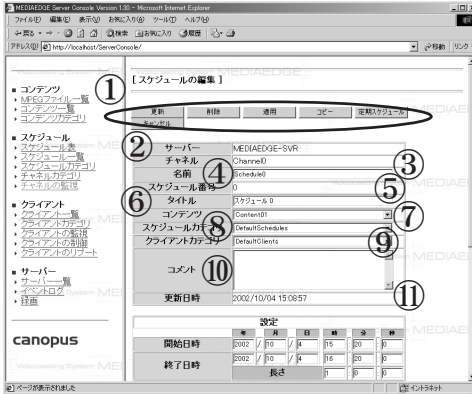 MEDIAEDGE Server Console Version 1.30 - Microsoft Internet Explorer
ファイル(F) 編集(E) 表示(V) お気に入り(A) ツール(T) ヘルプ(H)
戻る 検索 お気に入り 履歴
アドレス(D) http://localhost/ServerConsole/ 移動 リンク
[ スケジュールの編集 ]
①
更新 削除 適用 コピー 定期スケジュール
キャンセル
■ コンテンツ
MPEGファイル一覧
コンテンツ一覧
コンテンツカテゴリ
■ スケジュール
スケジュール表
スケジュール一覧
スケジュールカテゴリ
チャネルカテゴリ
チャネルの監視
■ クライアント
クライアント一覧
クライアントカテゴリ
クライアントの監視
クライアントの制御
クライアントのリブート
■ サーバー
サーバー一覧
イベントログ
録画
canopus
② サーバー MEDIAEDGE-SVR
チャネル Channel0 ③
④ 名前 Schedule0
スケジュール番号 0 ⑤
⑥ タイトル スケジュール 0
コンテンツ Content01 ⑦
スケジュールカテゴリ ⑧ DefaultSchedules
クライアントカテゴリ DefaultClients ⑨
コメント ⑩
更新日時 2002/10/04 15:08:57 ⑪
設定
年 月 日 時 分 秒
開始日時 2002 / 10 / 4 15 : 20 : 0
終了日時 2002 / 10 / 4 16 : 20 : 0
長さ 1 : 0 : 0
ページが表示されました イントラネット